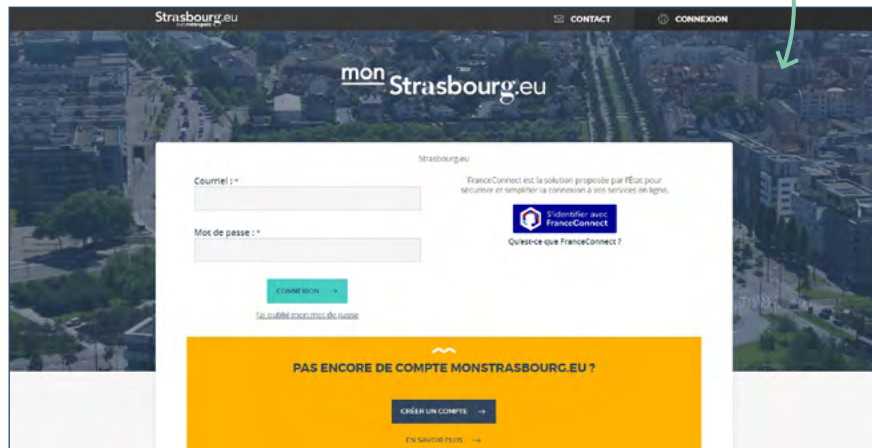 Strasbourg.eu
eurométropole
CONTACT
CONNEXION
mon
Strasbourg.eu
Strasbourg.eu
Courriel : *
Mot de passe : *
CONNEXION →
J'ai oublié mon mot de passe
FranceConnect est la solution proposée par l'État pour
sécuriser et simplifier la connexion à vos services en ligne.
S'identifier avec
FranceConnect
Qu'est-ce que FranceConnect ?
PAS ENCORE DE COMPTE MONSTRASBOURG.EU ?
CRÉER UN COMPTE →
EN SAVOIR PLUS →